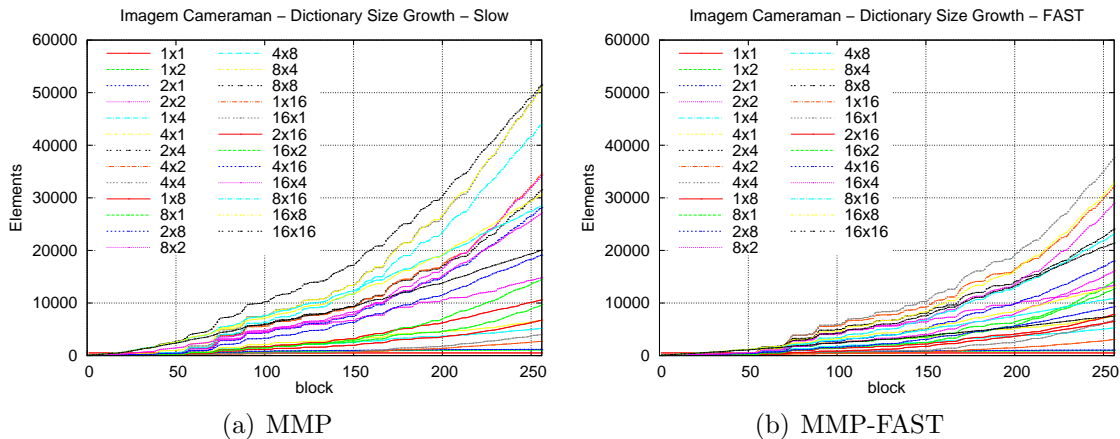 Imagem Cameraman – Dictionary Size Growth – Slow
60000
50000
40000
30000
20000
10000
0
Elements
0 50 100 150 200 250
block
1x1
1x2
2x1
2x2
1x4
4x1
2x4
4x2
4x4
1x8
8x1
2x8
8x2
4x8
8x4
8x8
1x16
16x1
2x16
16x2
4x16
16x4
8x16
16x8
16x16
(a) MMP
Imagem Cameraman – Dictionary Size Growth – FAST
60000
50000
40000
30000
20000
10000
0
Elements
0 50 100 150 200 250
block
1x1
1x2
2x1
2x2
1x4
4x1
2x4
4x2
4x4
1x8
8x1
2x8
8x2
4x8
8x4
8x8
1x16
16x1
2x16
16x2
4x16
16x4
8x16
16x8
16x16
(b) MMP-FAST